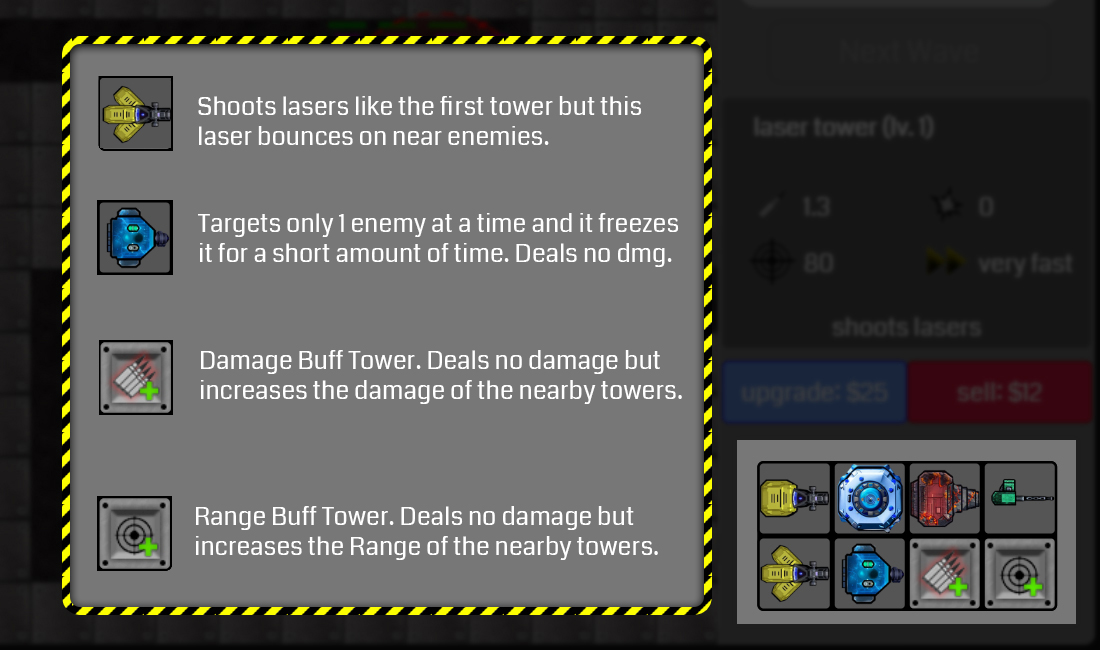 Shoots lasers like the first tower but this
laser bounces on near enemies.
Targets only 1 enemy at a time and it freezes
it for a short amount of time. Deals no dmg.
Damage Buff Tower. Deals no damage but
increases the damage of the nearby towers.
Range Buff Tower. Deals no damage but
increases the Range of the nearby towers.
Next Wave
laser tower (lv. 1)
1.3
0
80
very fast
shoots lasers
upgrade: $25
sell: $12